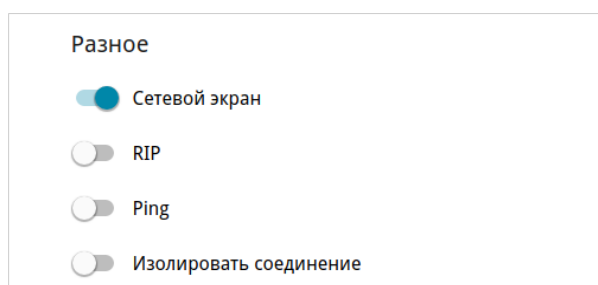 Разное
Сетевой экран
RIP
Ping
Изолировать соединение